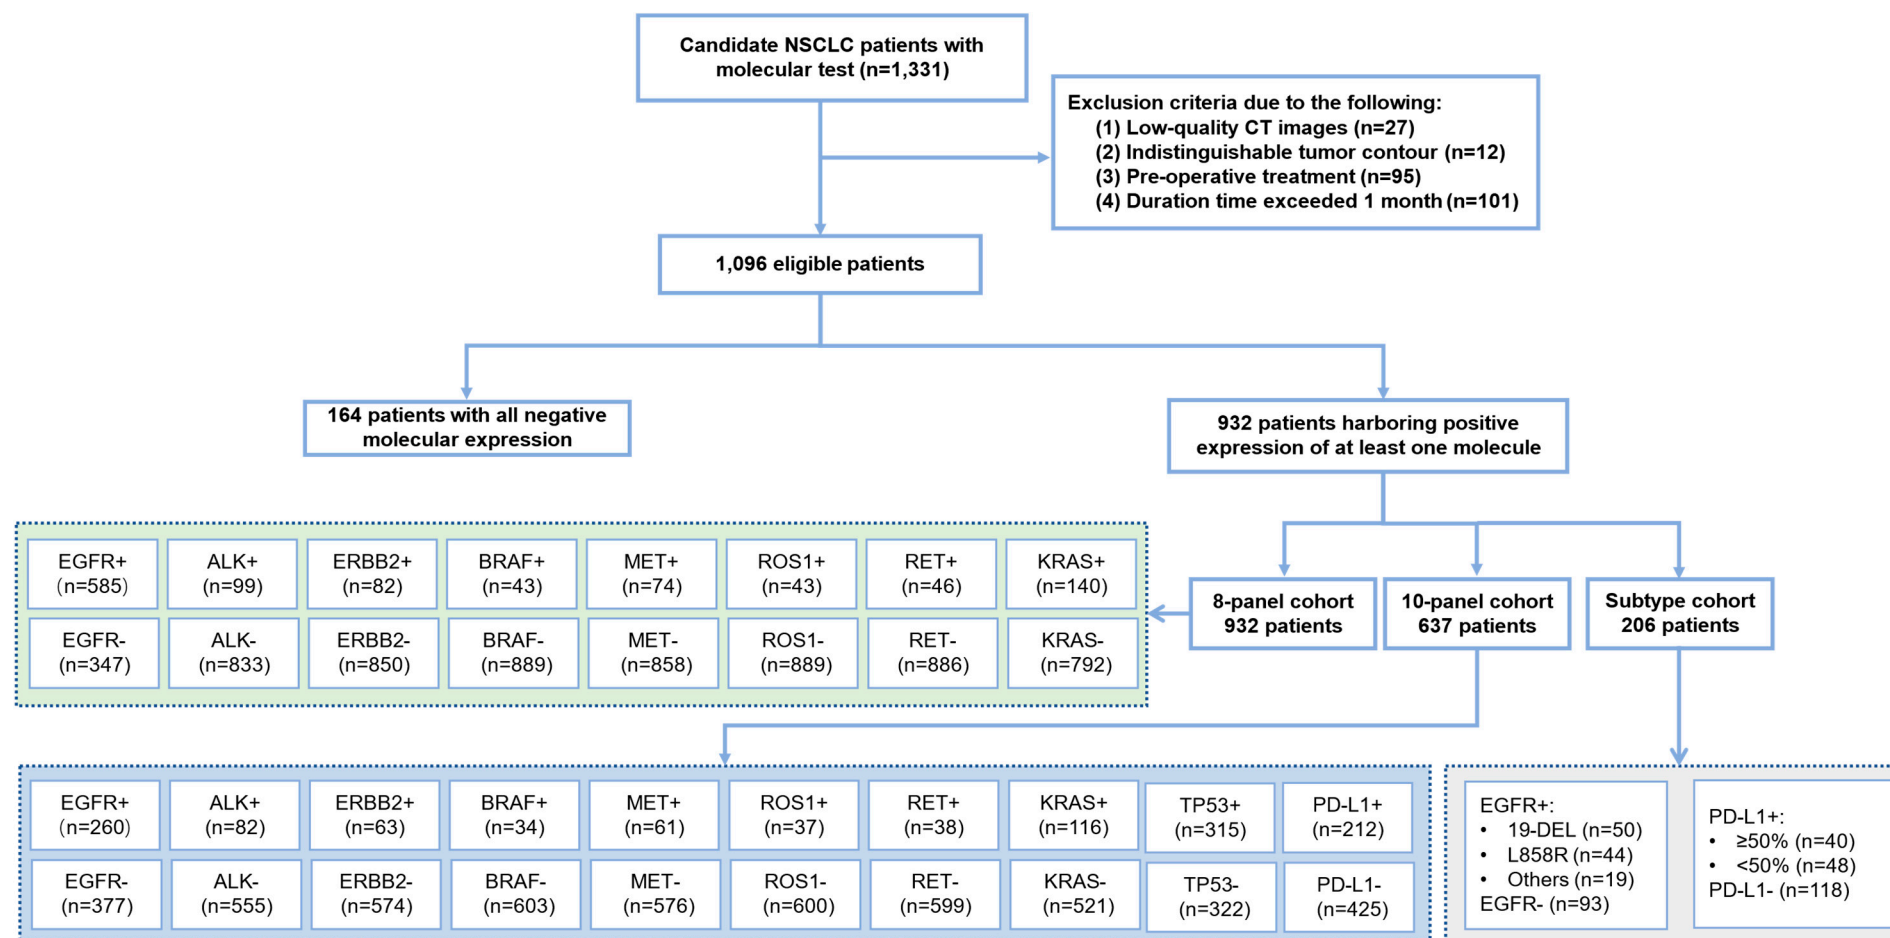 Candidate NSCLC patients with
molecular test (n=1,331)
Exclusion criteria due to the following:
(1) Low-quality CT images (n=27)
(2) Indistinguishable tumor contour (n=12)
(3) Pre-operative treatment (n=95)
(4) Duration time exceeded 1 month (n=101)
1,096 eligible patients
164 patients with all negative
molecular expression
932 patients harboring positive
expression of at least one molecule
8-panel cohort
932 patients
10-panel cohort
637 patients
Subtype cohort
206 patients
EGFR+
(n=585)
ALK+
(n=99)
ERBB2+
(n=82)
BRAF+
(n=43)
MET+
(n=74)
ROS1+
(n=43)
RET+
(n=46)
KRAS+
(n=140)
EGFR-
(n=347)
ALK-
(n=833)
ERBB2-
(n=850)
BRAF-
(n=889)
MET-
(n=858)
ROS1-
(n=889)
RET-
(n=886)
KRAS-
(n=792)
EGFR+
(n=260)
ALK+
(n=82)
ERBB2+
(n=63)
BRAF+
(n=34)
MET+
(n=61)
ROS1+
(n=37)
RET+
(n=38)
KRAS+
(n=116)
TP53+
(n=315)
PD-L1+
(n=212)
EGFR-
(n=377)
ALK-
(n=555)
ERBB2-
(n=574)
BRAF-
(n=603)
MET-
(n=576)
ROS1-
(n=600)
RET-
(n=599)
KRAS-
(n=521)
TP53-
(n=322)
PD-L1-
(n=425)
EGFR+:
• 19-DEL (n=50)
• L858R (n=44)
• Others (n=19)
EGFR- (n=93)
PD-L1+:
• ≥50% (n=40)
• <50% (n=48)
PD-L1- (n=118)